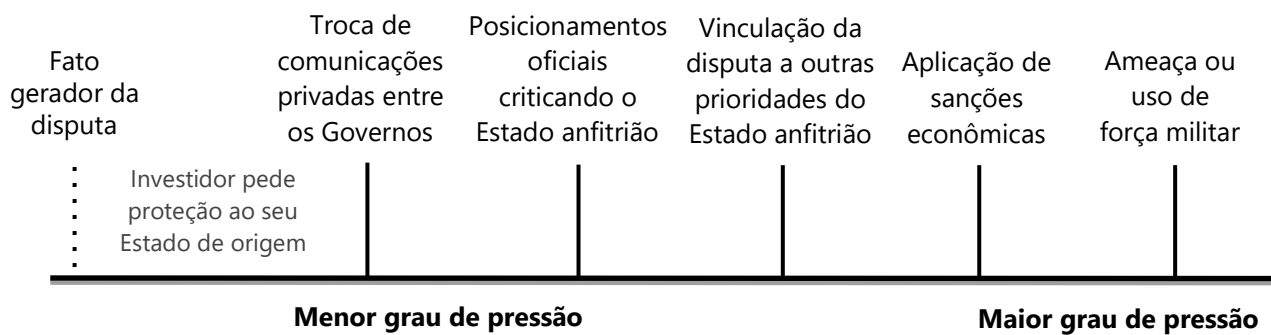 Fato
gerador da
disputa
Troca de
comunicações
privadas entre
os Governos
Posicionamentos
oficiais
criticando o
Estado anfitrião
Vinculação da
disputa a outras
prioridades do
Estado anfitrião
Aplicação de
sanções
econômicas
Ameaça ou
uso de
força militar
Investidor pede
proteção ao seu
Estado de origem
Menor grau de pressão
Maior grau de pressão